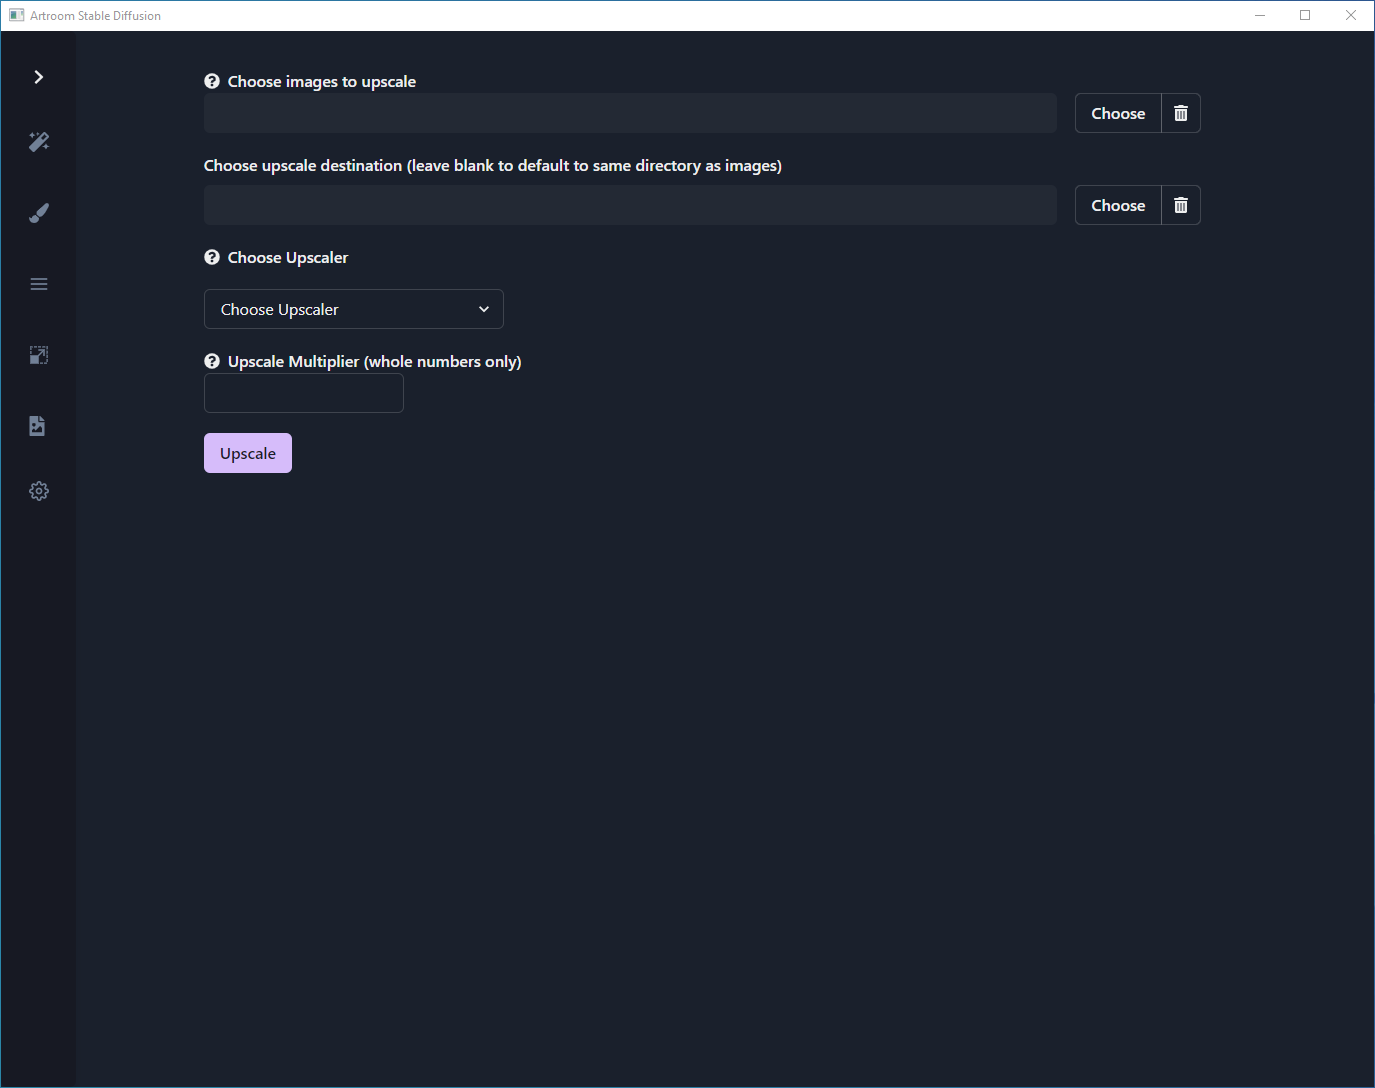 Artroom Stable Diffusion
Choose images to upscale
Choose
Choose upscale destination (leave blank to default to same directory as images)
Choose
Choose Upscaler
Choose Upscaler
Upscale Multiplier (whole numbers only)
Upscale